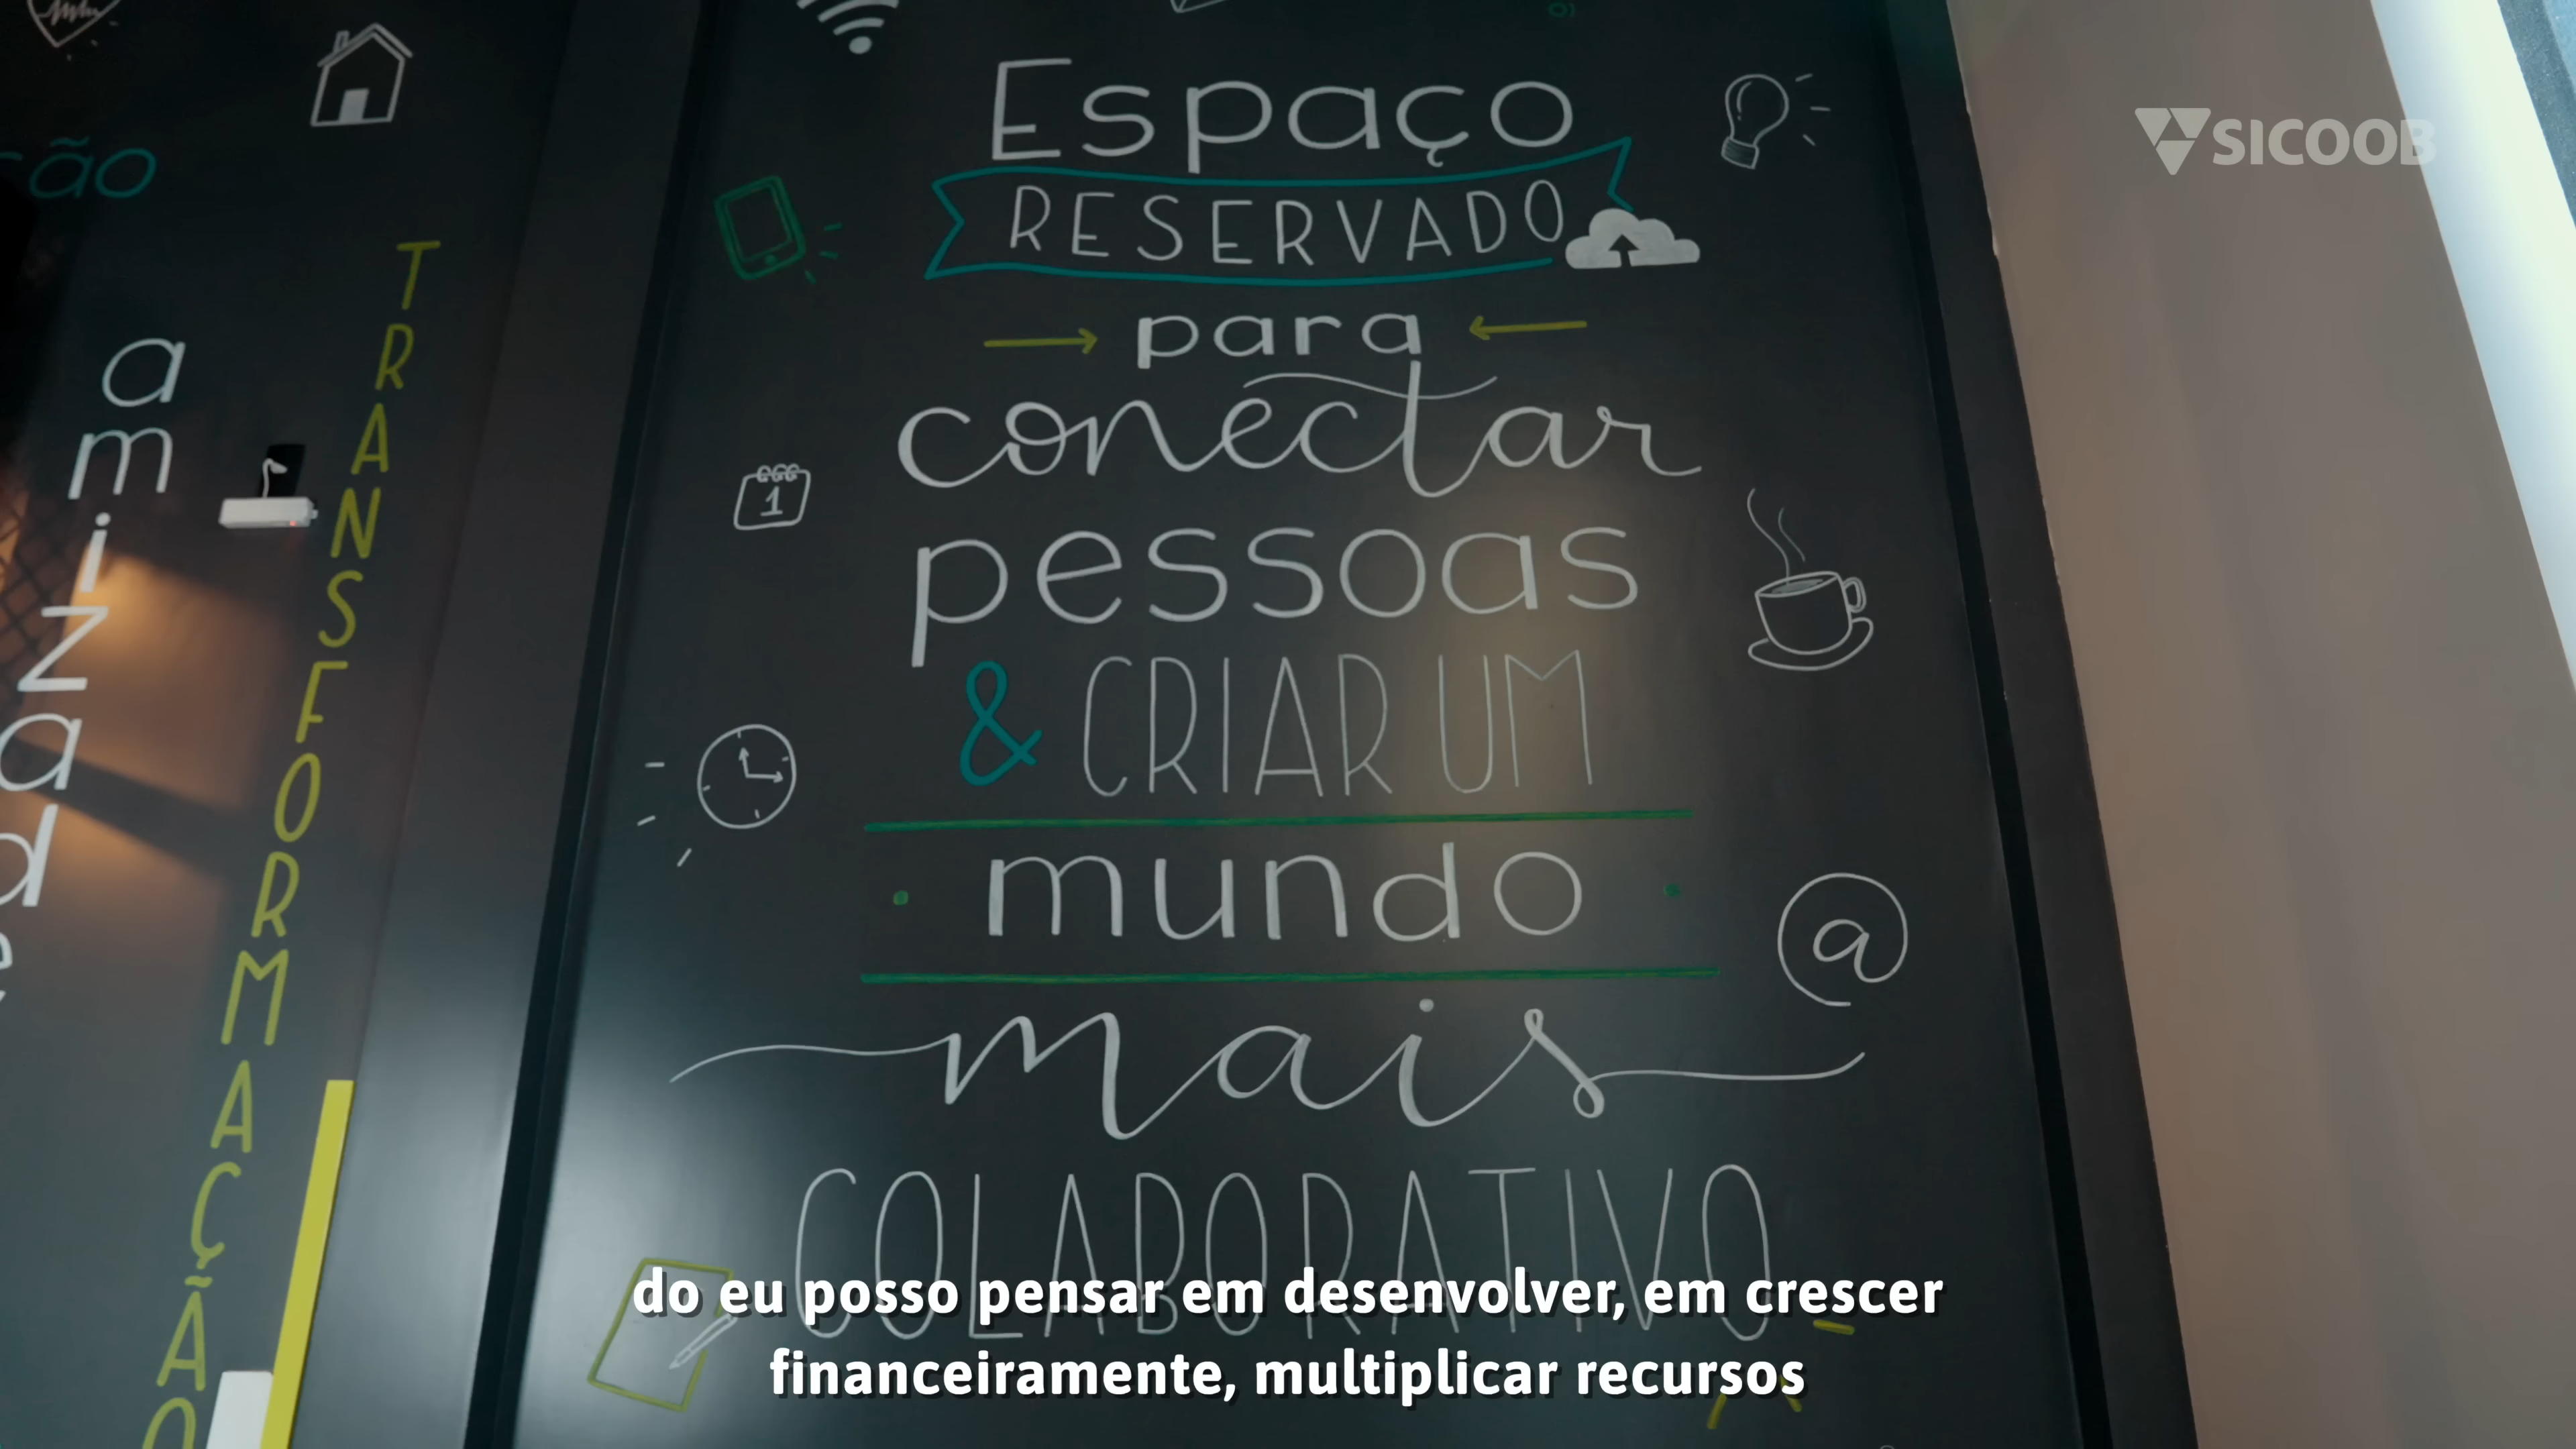 Espaço
RESERVADO
para
conectar
pessoas
& CRIAR UM
mundo
mais
COLABORATIVO
TRANSFORMAÇÃO
amizade
ção
1
@
SICOOB
do eu posso pensar em desenvolver, em crescer
financeiramente, multiplicar recursos